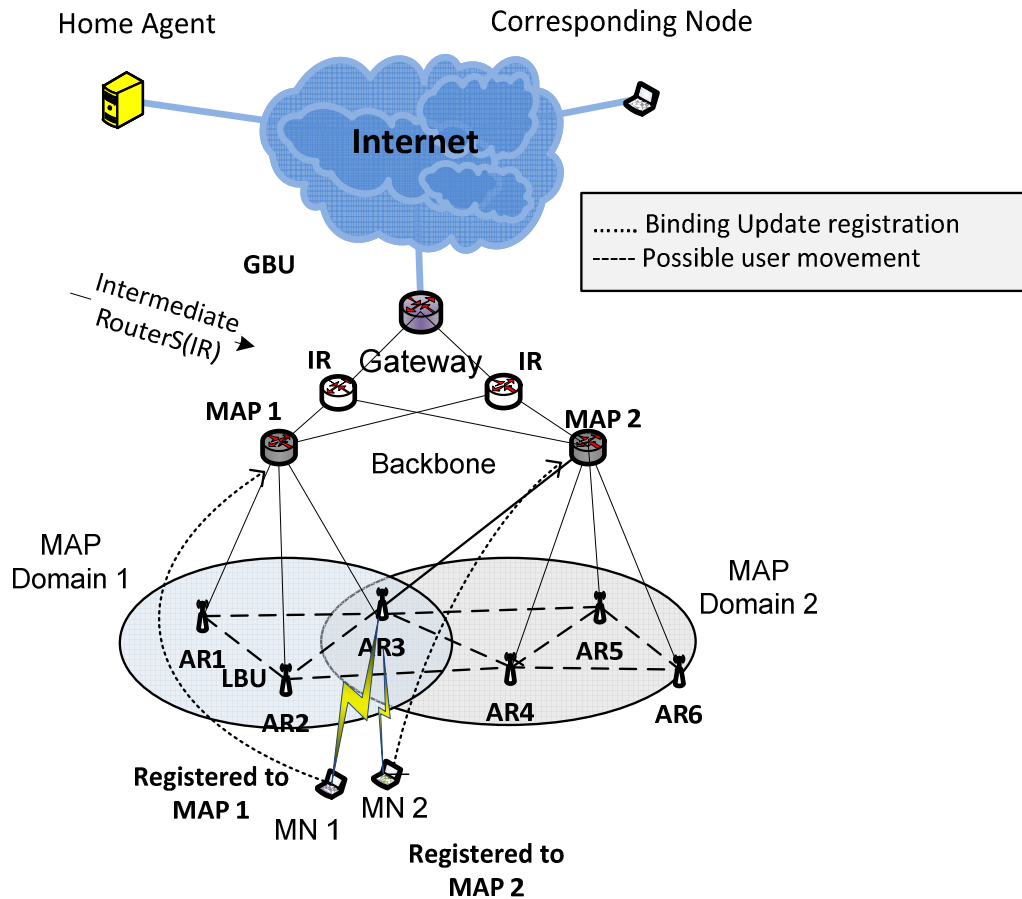 Home Agent
Corresponding Node
Internet
....... Binding Update registration
----- Possible user movement
GBU
Intermediate
RouterS(IR)
IR
Gateway
IR
MAP 1
MAP 2
Backbone
MAP
Domain 1
MAP
Domain 2
AR1
AR3
AR5
LBU
AR2
AR4
AR6
Registered to
MAP 1
MN 1
MN 2
Registered to
MAP 2